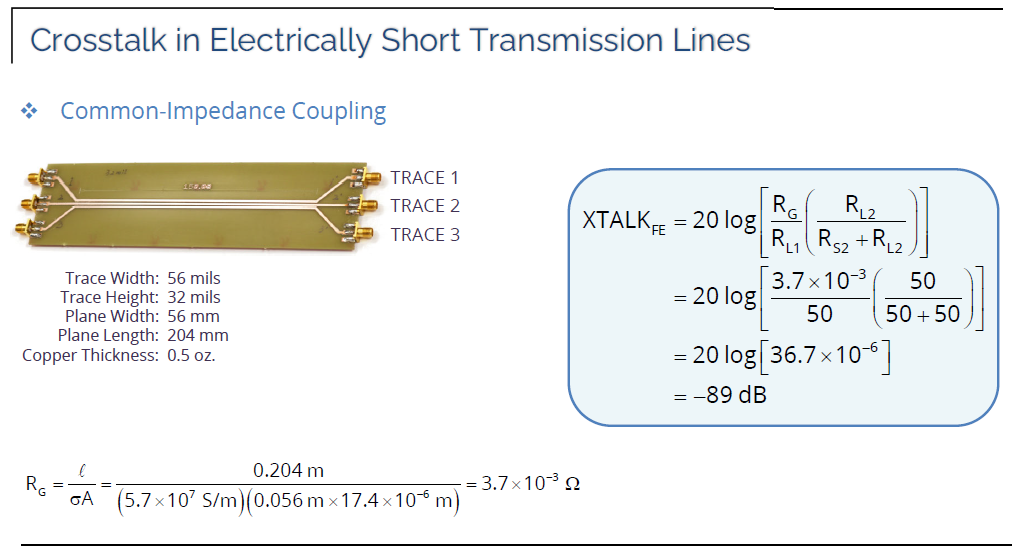 Crosstalk in Electrically Short Transmission Lines
❖ Common-Impedance Coupling
TRACE 1
TRACE 2
TRACE 3
Trace Width: 56 mils
Trace Height: 32 mils
Plane Width: 56 mm
Plane Length: 204 mm
Copper Thickness: 0.5 oz.
XTALK_FE = 20 log[R_G/R_L1 (R_L2/(R_S2 + R_L2))]
= 20 log[3.7×10⁻³/50 (50/(50 + 50))]
= 20 log[36.7×10⁻⁶]
= −89 dB
R_G = ℓ/σA = 0.204 m/((5.7×10⁷ S/m)(0.056 m×17.4×10⁻⁶ m)) = 3.7×10⁻³ Ω